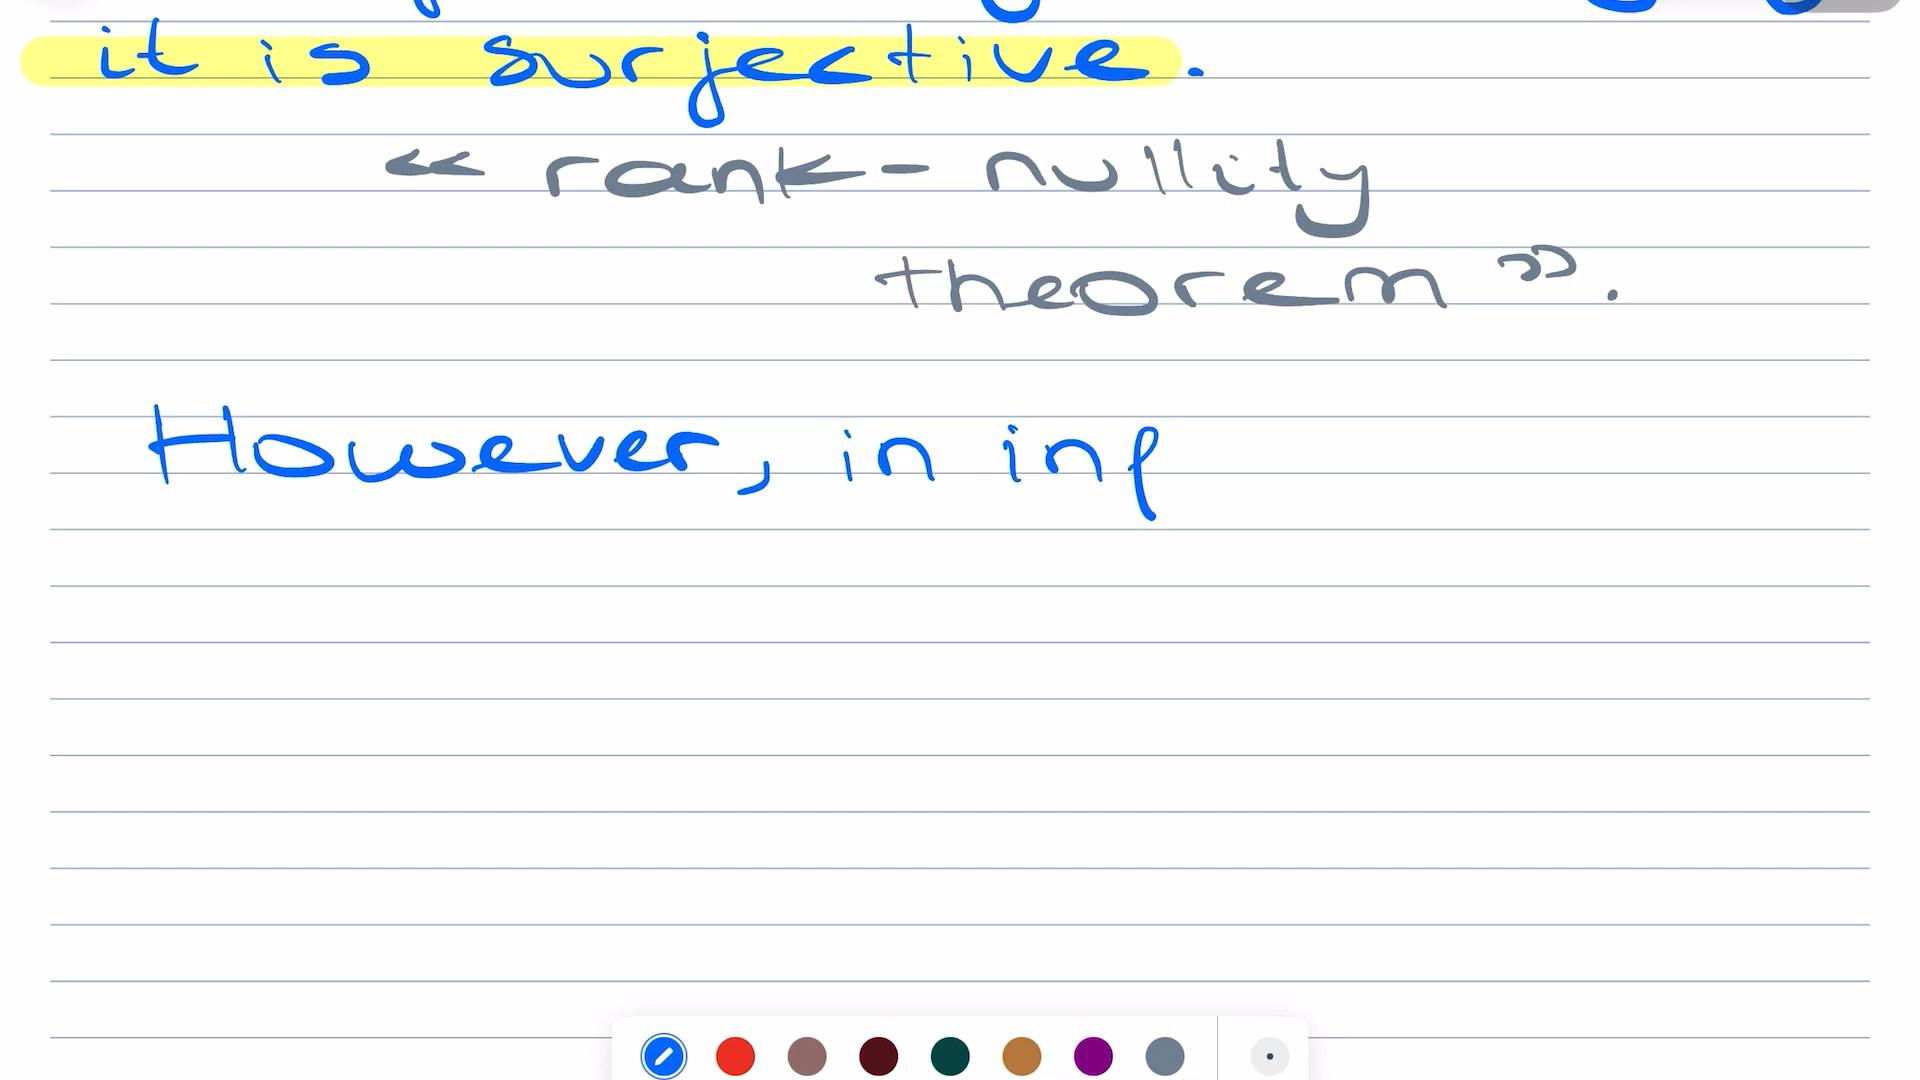 it is surjective.
« rank - nullity
theorem ».
However, in inf